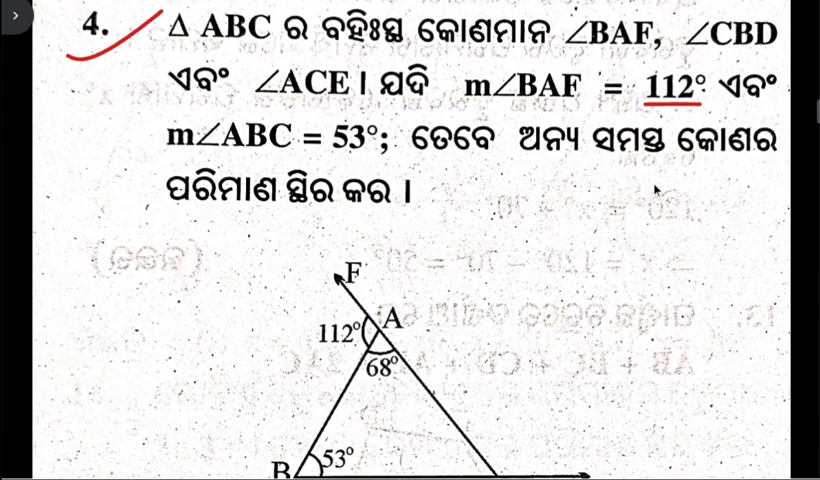 4. Δ ABC ର ବହିଃସ୍ଥ କୋଣମାନ ∠BAF, ∠CBD
ଏବଂ ∠ACE । ଯଦି m∠BAF = 112° ଏବଂ
m∠ABC = 53°; ତେବେ ଅନ୍ୟ ସମସ୍ତ କୋଣର
ପରିମାଣ ସ୍ଥିର କର ।
F
A
112°
68°
B 53°